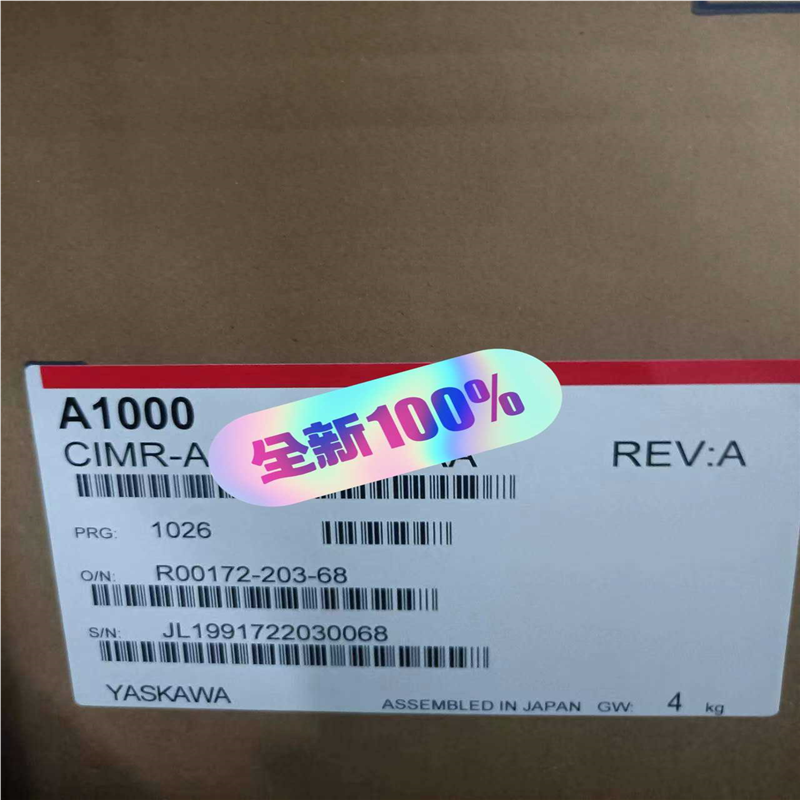 A1000
CIMR-A
全新100%
AA
REV:A
PRG: 1026
O/N: R00172-203-68
S/N: JL1991722030068
YASKAWA
ASSEMBLED IN JAPAN GW: 4 kg